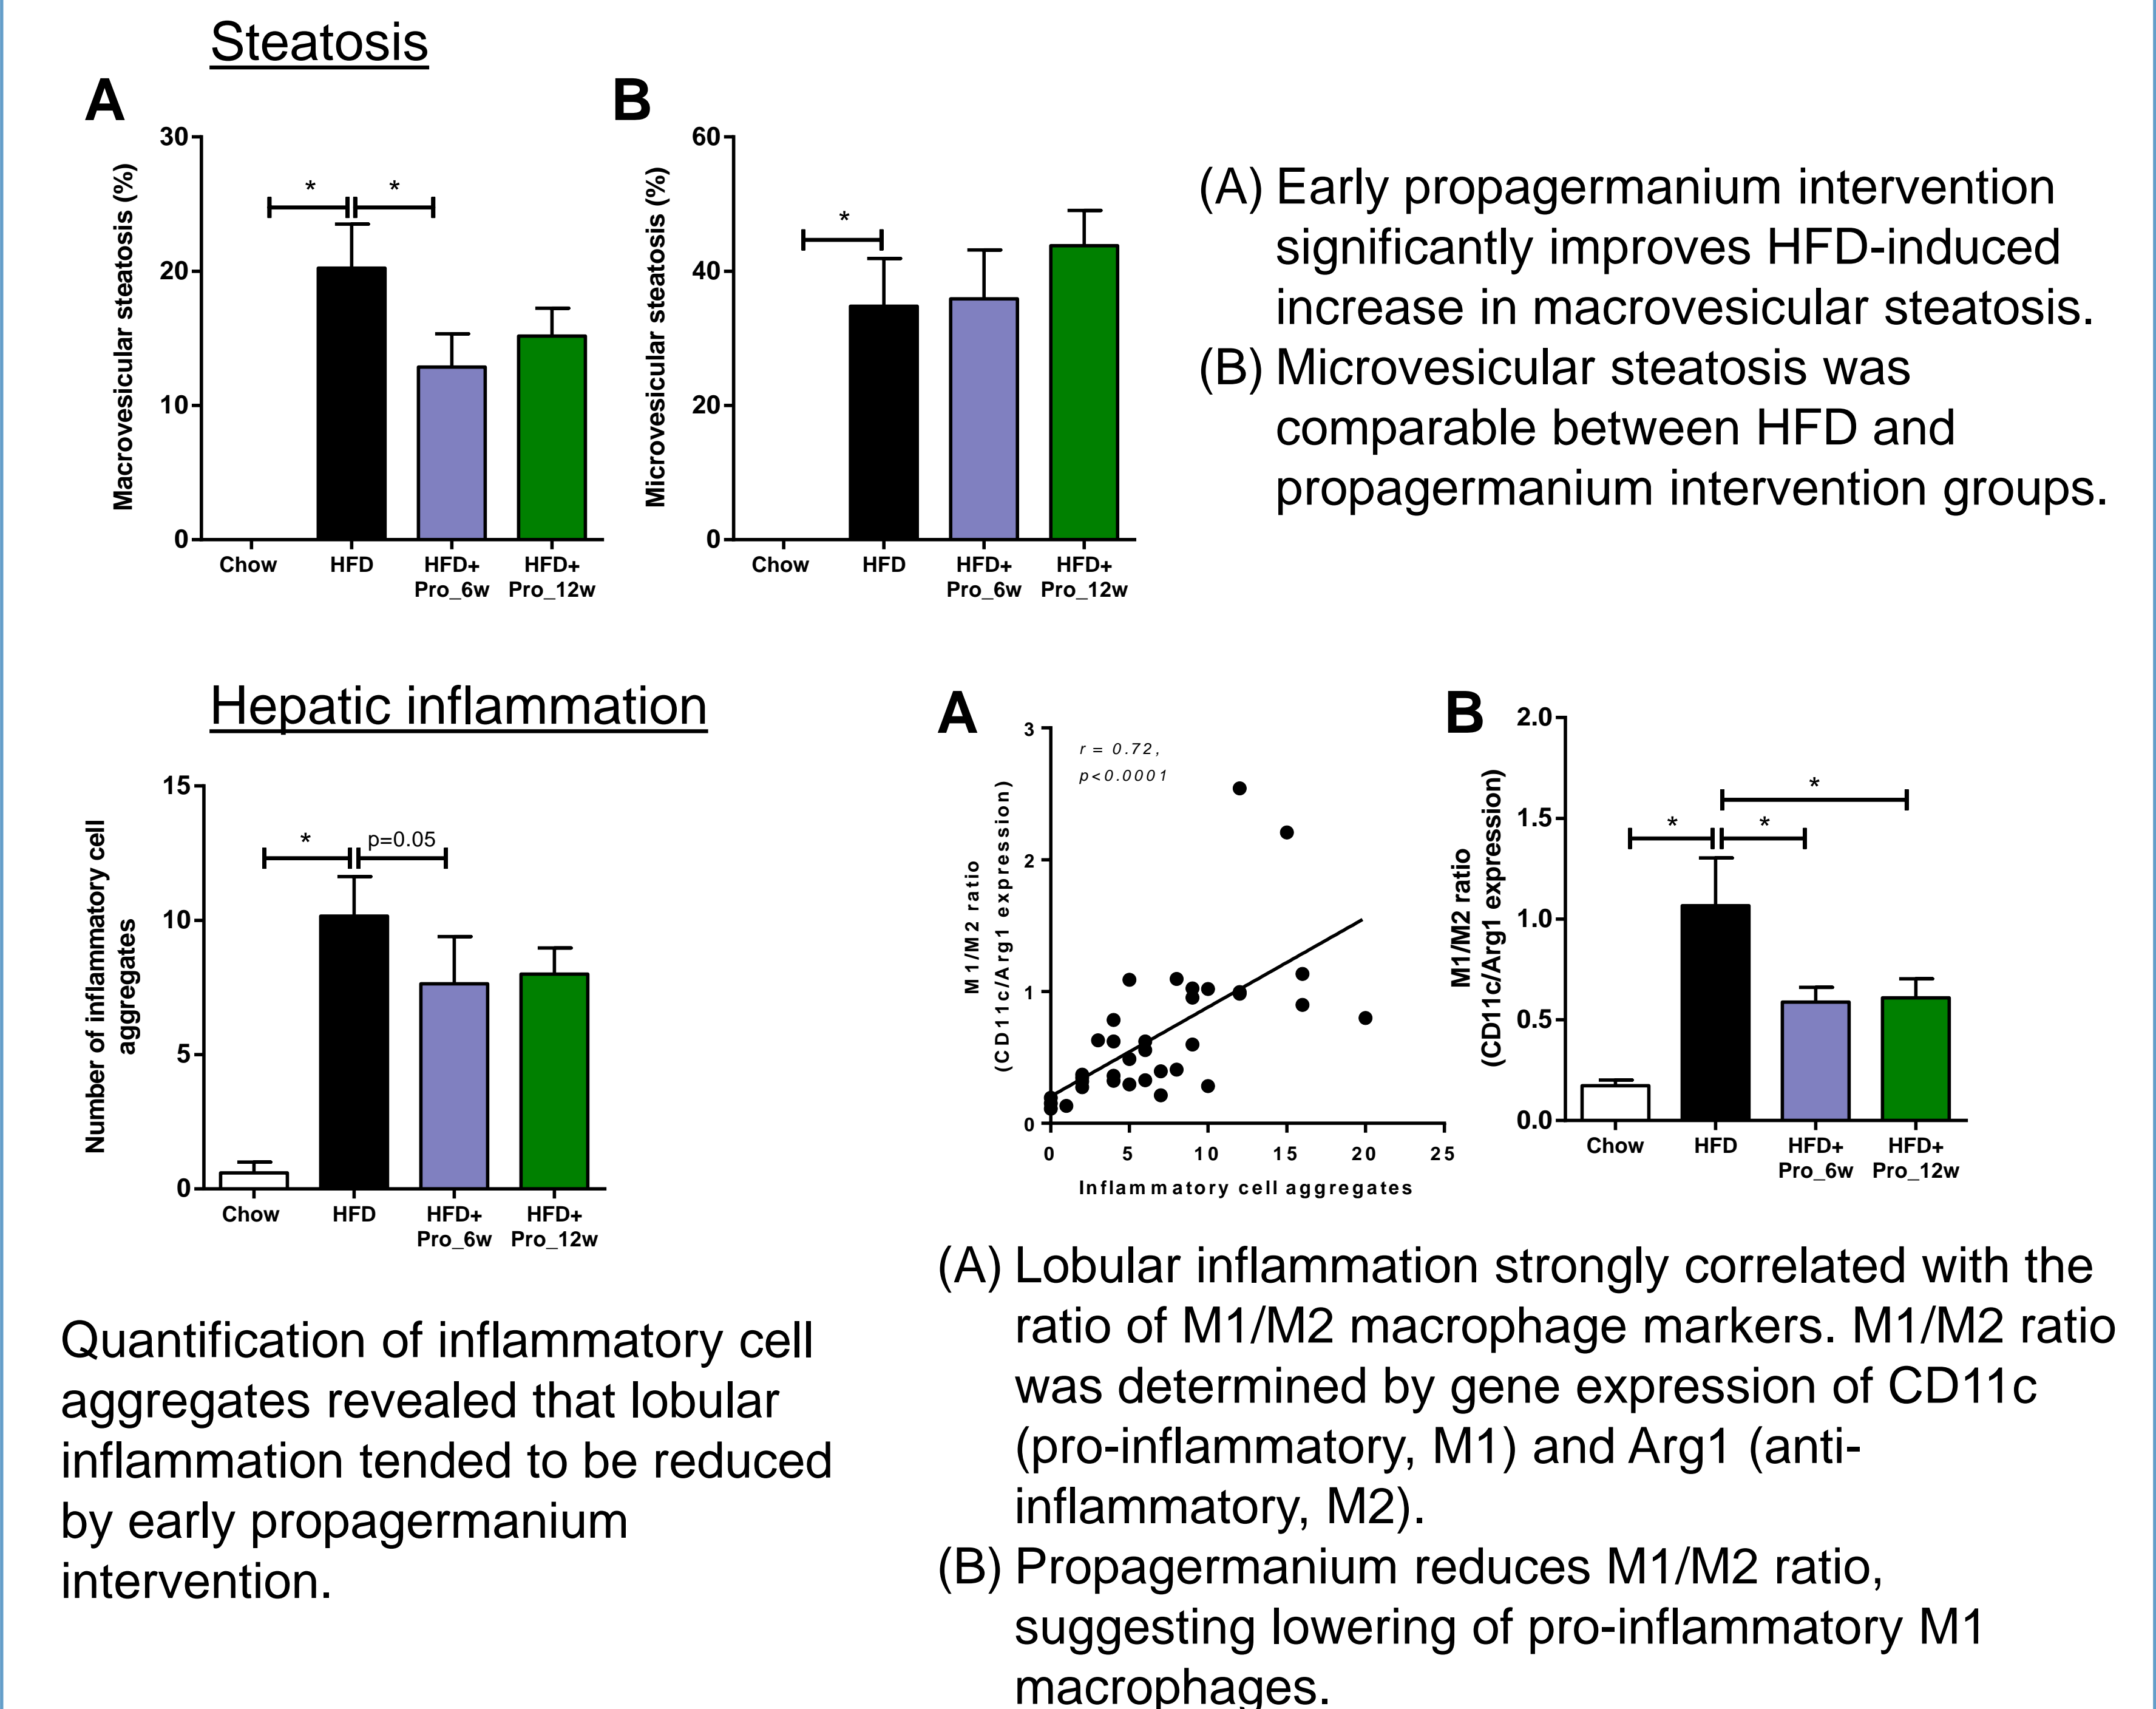 Steatosis
A
Macrovesicular steatosis (%)
30
20
10
0
* *
Chow HFD HFD+ HFD+
Pro_6w Pro_12w
B
Microvesicular steatosis (%)
60
40
20
0
*
Chow HFD HFD+ HFD+
Pro_6w Pro_12w
(A) Early propagermanium intervention
significantly improves HFD-induced
increase in macrovesicular steatosis.
(B) Microvesicular steatosis was
comparable between HFD and
propagermanium intervention groups.
Hepatic inflammation
Number of inflammatory cell
aggregates
15
10
5
0
* p=0.05
Chow HFD HFD+ HFD+
Pro_6w Pro_12w
Quantification of inflammatory cell
aggregates revealed that lobular
inflammation tended to be reduced
by early propagermanium
intervention.
A
M1/M2 ratio
(CD11c/Arg1 expression)
3
2
1
0
r = 0.72,
p<0.0001
0 5 10 15 20 25
Inflammatory cell aggregates
B
M1/M2 ratio
(CD11c/Arg1 expression)
2.0
1.5
1.0
0.5
0.0
*
* *
Chow HFD HFD+ HFD+
Pro_6w Pro_12w
(A) Lobular inflammation strongly correlated with the
ratio of M1/M2 macrophage markers. M1/M2 ratio
was determined by gene expression of CD11c
(pro-inflammatory, M1) and Arg1 (anti-
inflammatory, M2).
(B) Propagermanium reduces M1/M2 ratio,
suggesting lowering of pro-inflammatory M1
macrophages.